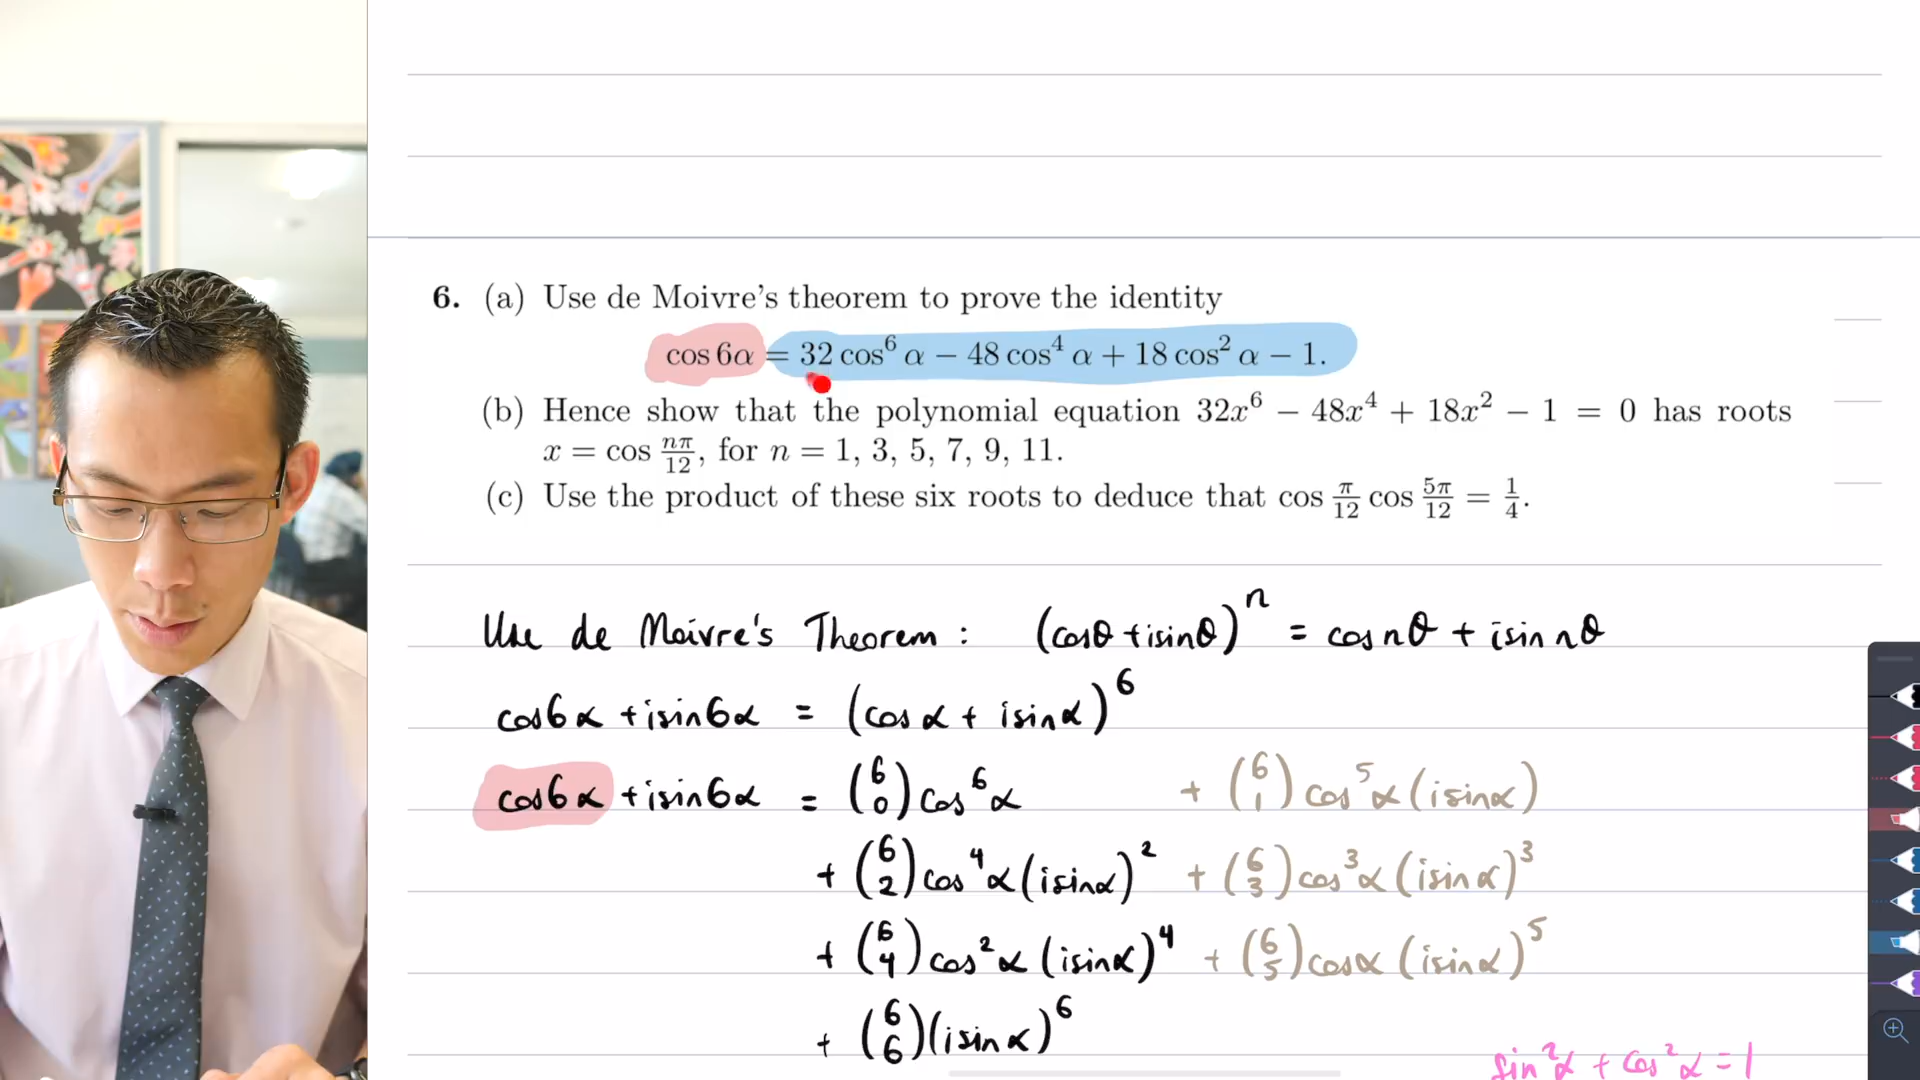 6. (a) Use de Moivre's theorem to prove the identity
cos 6α = 32 cos⁶ α − 48 cos⁴ α + 18 cos² α − 1.
(b) Hence show that the polynomial equation 32x⁶ − 48x⁴ + 18x² − 1 = 0 has roots
x = cos nπ/12, for n = 1, 3, 5, 7, 9, 11.
(c) Use the product of these six roots to deduce that cos π/12 cos 5π/12 = 1/4.
Use de Moivre's Theorem : (cosθ + isinθ)ⁿ = cos nθ + isin nθ
cos6α + isin6α = (cos α + isinα)⁶
cos6α + isin6α = (6 0) cos⁶α + (6 1) cos⁵α (isinα)
+ (6 2) cos⁴α (isinα)² + (6 3) cos³α (isinα)³
+ (6 4) cos²α (isinα)⁴ + (6 5) cosα (isinα)⁵
+ (6 6) (isinα)⁶
sin²α + cos²α = 1